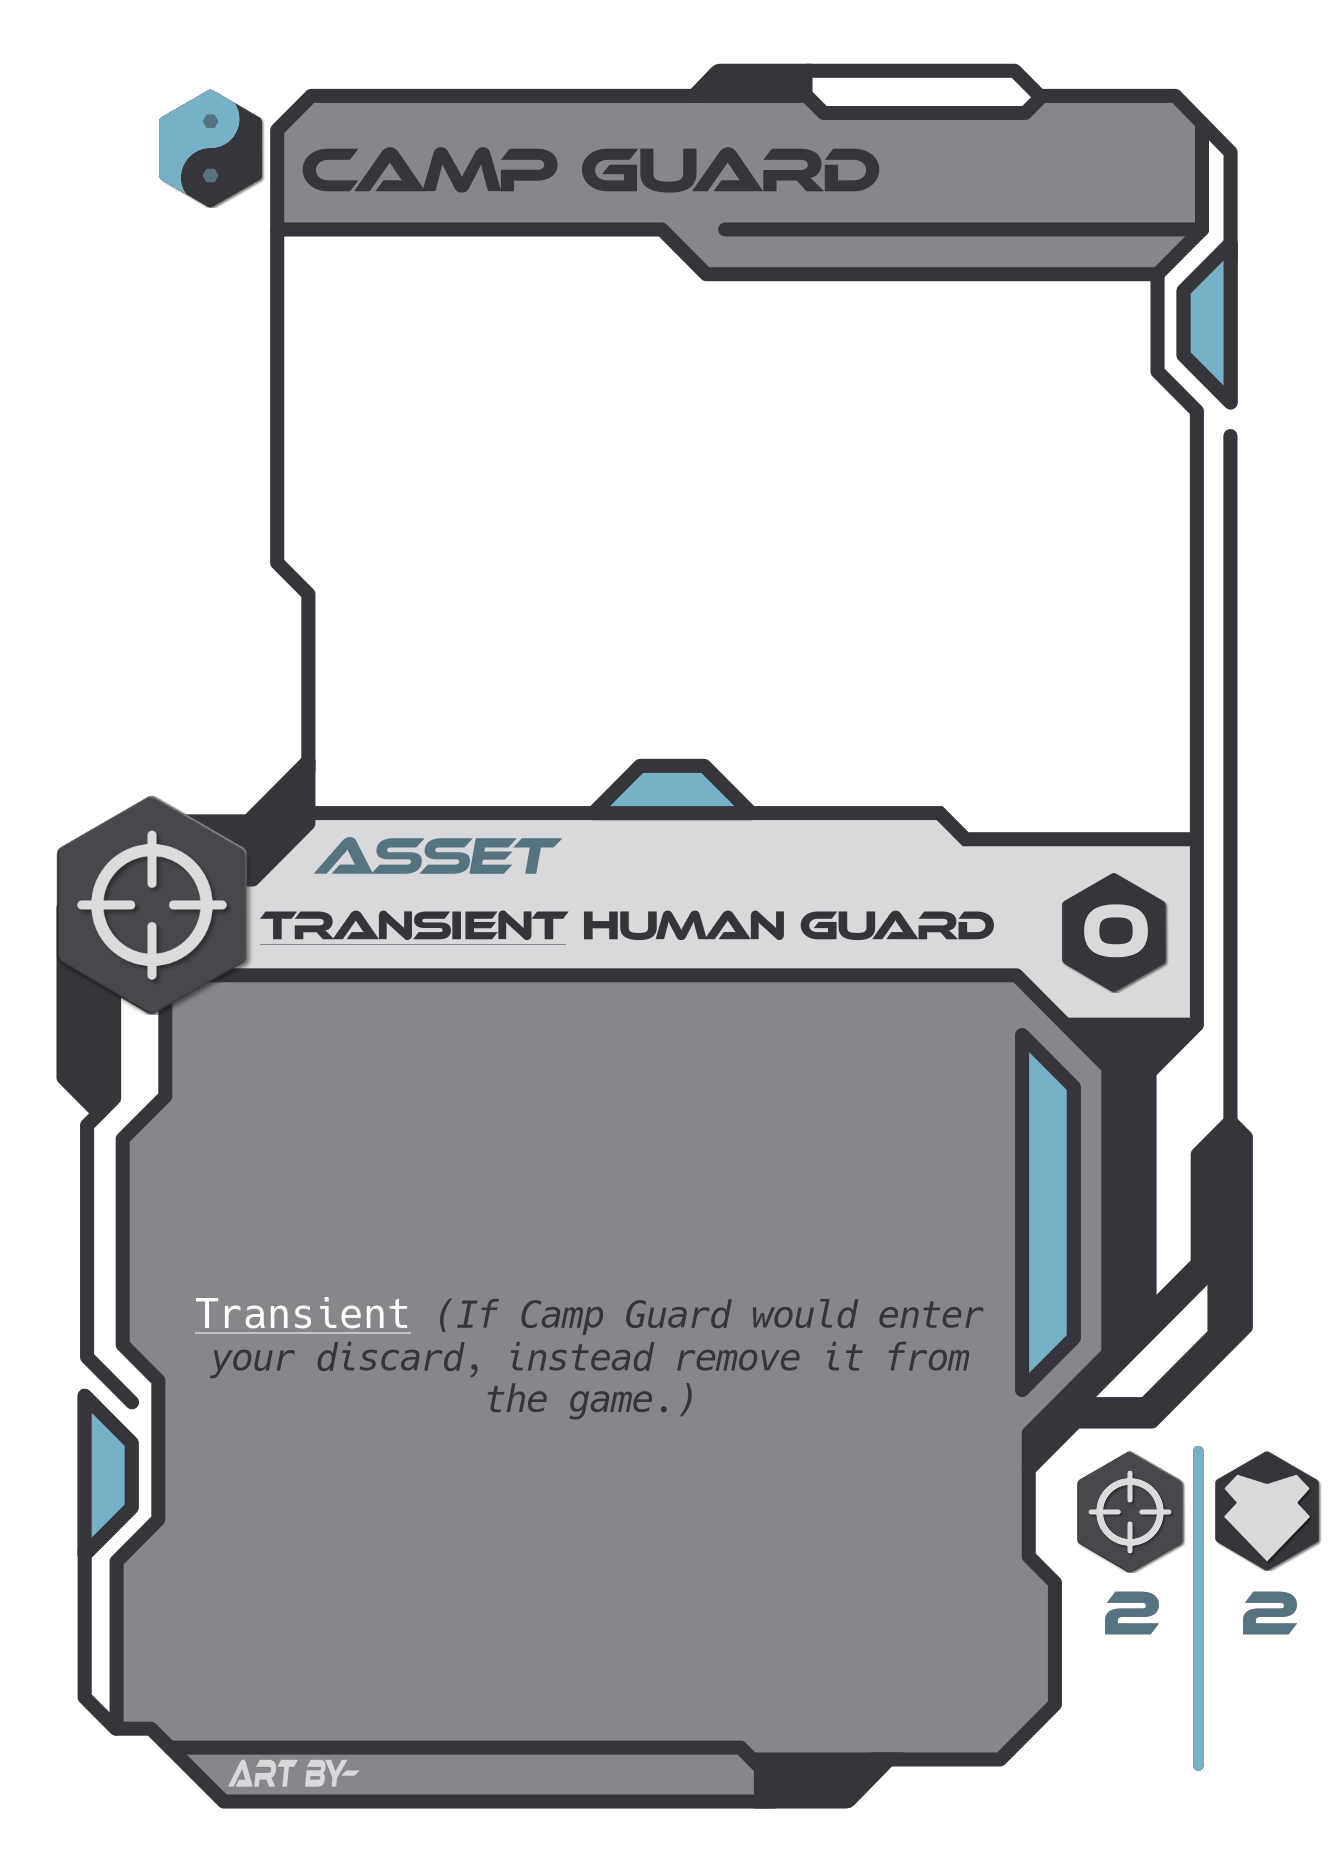 CAMP GUARD
ASSET
TRANSIENT HUMAN GUARD
0
Transient (If Camp Guard would enter
your discard, instead remove it from
the game.)
2 2
ART BY-